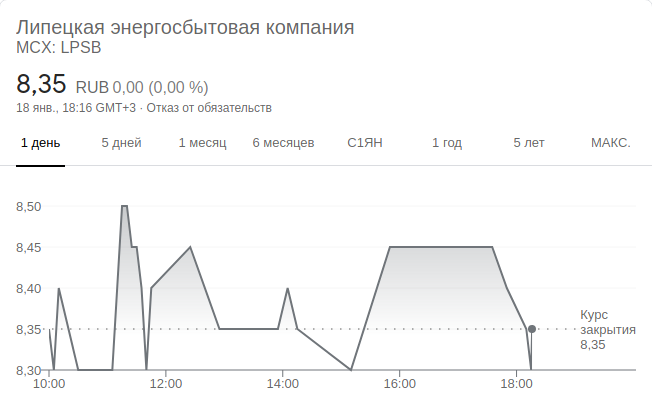 Липецкая энергосбытовая компания
MCX: LPSB
8,35 RUB 0,00 (0,00 %)
18 янв., 18:16 GMT+3 · Отказ от обязательств
1 день 5 дней 1 месяц 6 месяцев С1ЯН 1 год 5 лет МАКС.
8,50
8,45
8,40
8,35
8,30
Курс
закрытия
8,35
10:00 12:00 14:00 16:00 18:00